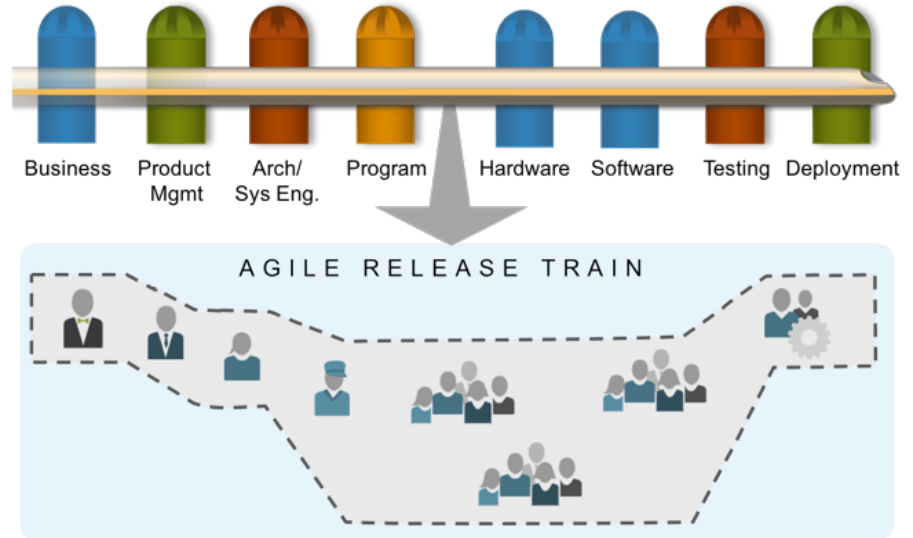 Business
Product
Mgmt
Arch/
Sys Eng.
Program
Hardware
Software
Testing
Deployment
AGILE RELEASE TRAIN